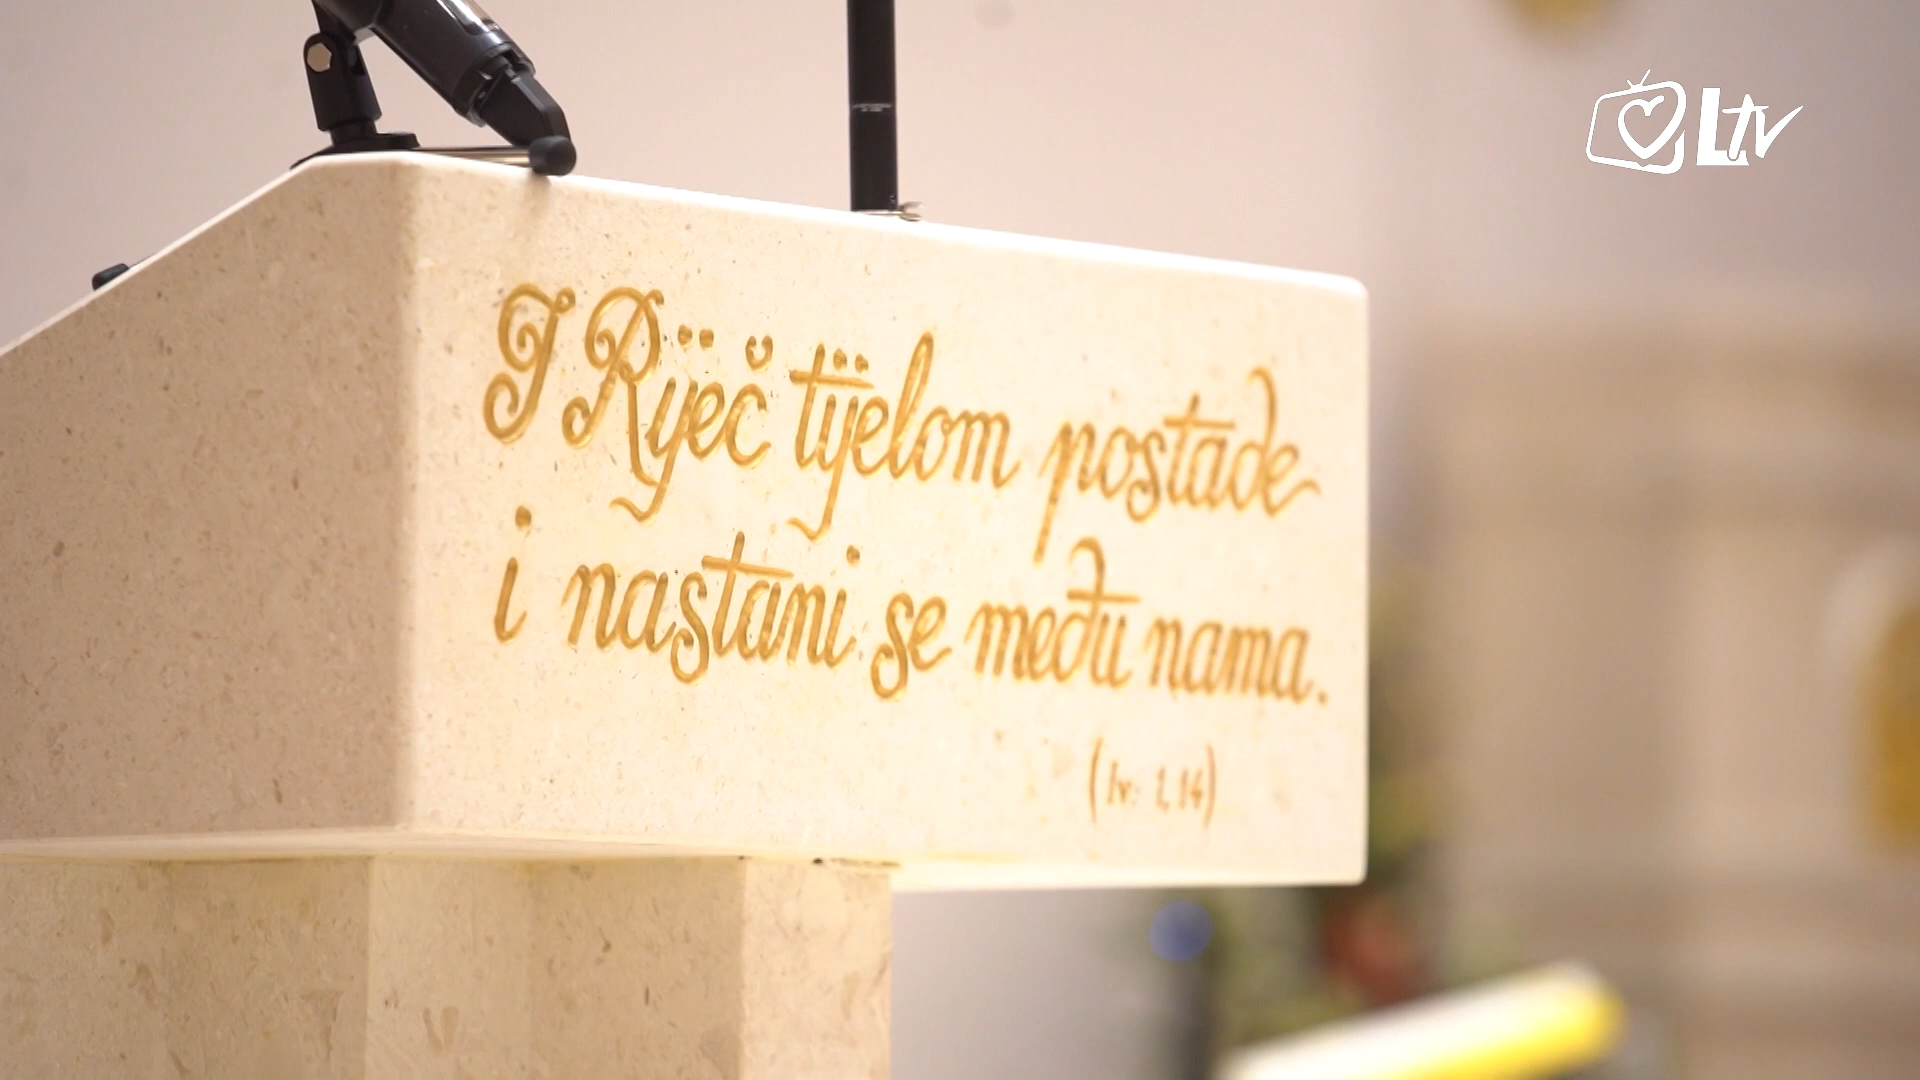 LTV
I Riječ tijelom postade
i nastani se među nama.
(Iv. 1, 14)